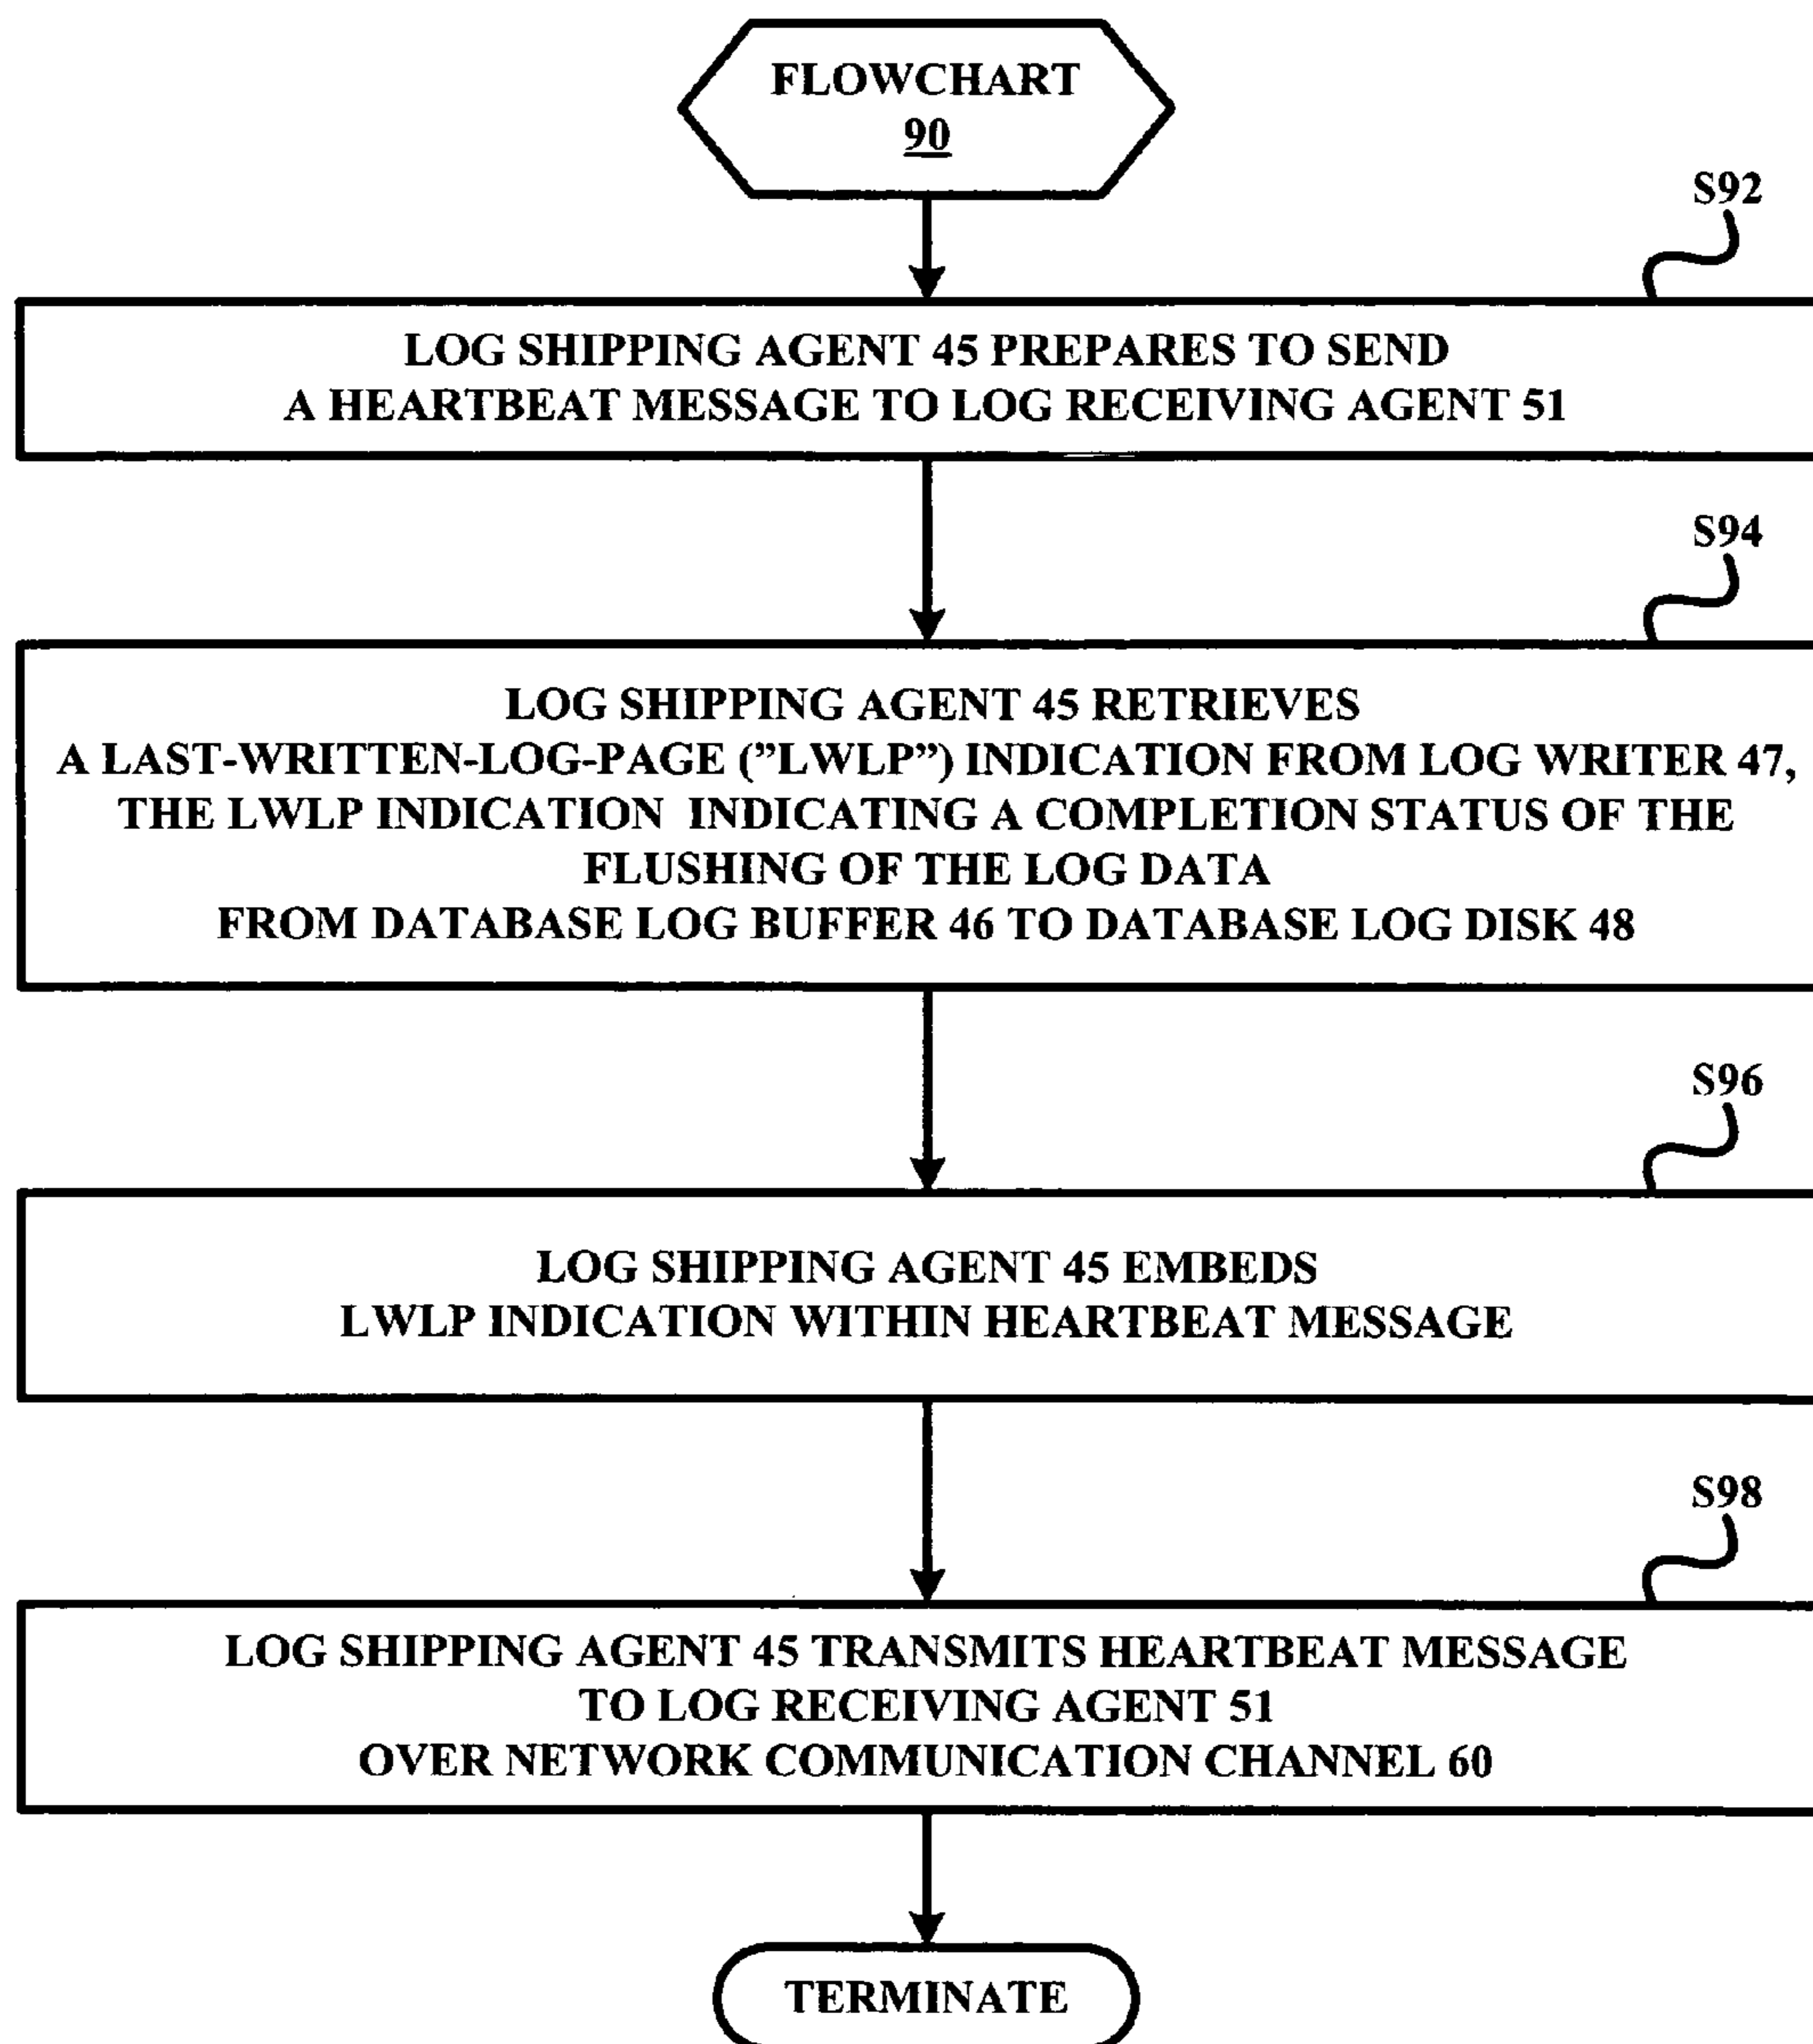 FLOWCHART
90
S92
LOG SHIPPING AGENT 45 PREPARES TO SEND
A HEARTBEAT MESSAGE TO LOG RECEIVING AGENT 51
S94
LOG SHIPPING AGENT 45 RETRIEVES
A LAST-WRITTEN-LOG-PAGE (”LWLP”) INDICATION FROM LOG WRITER 47,
THE LWLP INDICATION INDICATING A COMPLETION STATUS OF THE
FLUSHING OF THE LOG DATA
FROM DATABASE LOG BUFFER 46 TO DATABASE LOG DISK 48
S96
LOG SHIPPING AGENT 45 EMBEDS
LWLP INDICATION WITHIN HEARTBEAT MESSAGE
S98
LOG SHIPPING AGENT 45 TRANSMITS HEARTBEAT MESSAGE
TO LOG RECEIVING AGENT 51
OVER NETWORK COMMUNICATION CHANNEL 60
TERMINATE